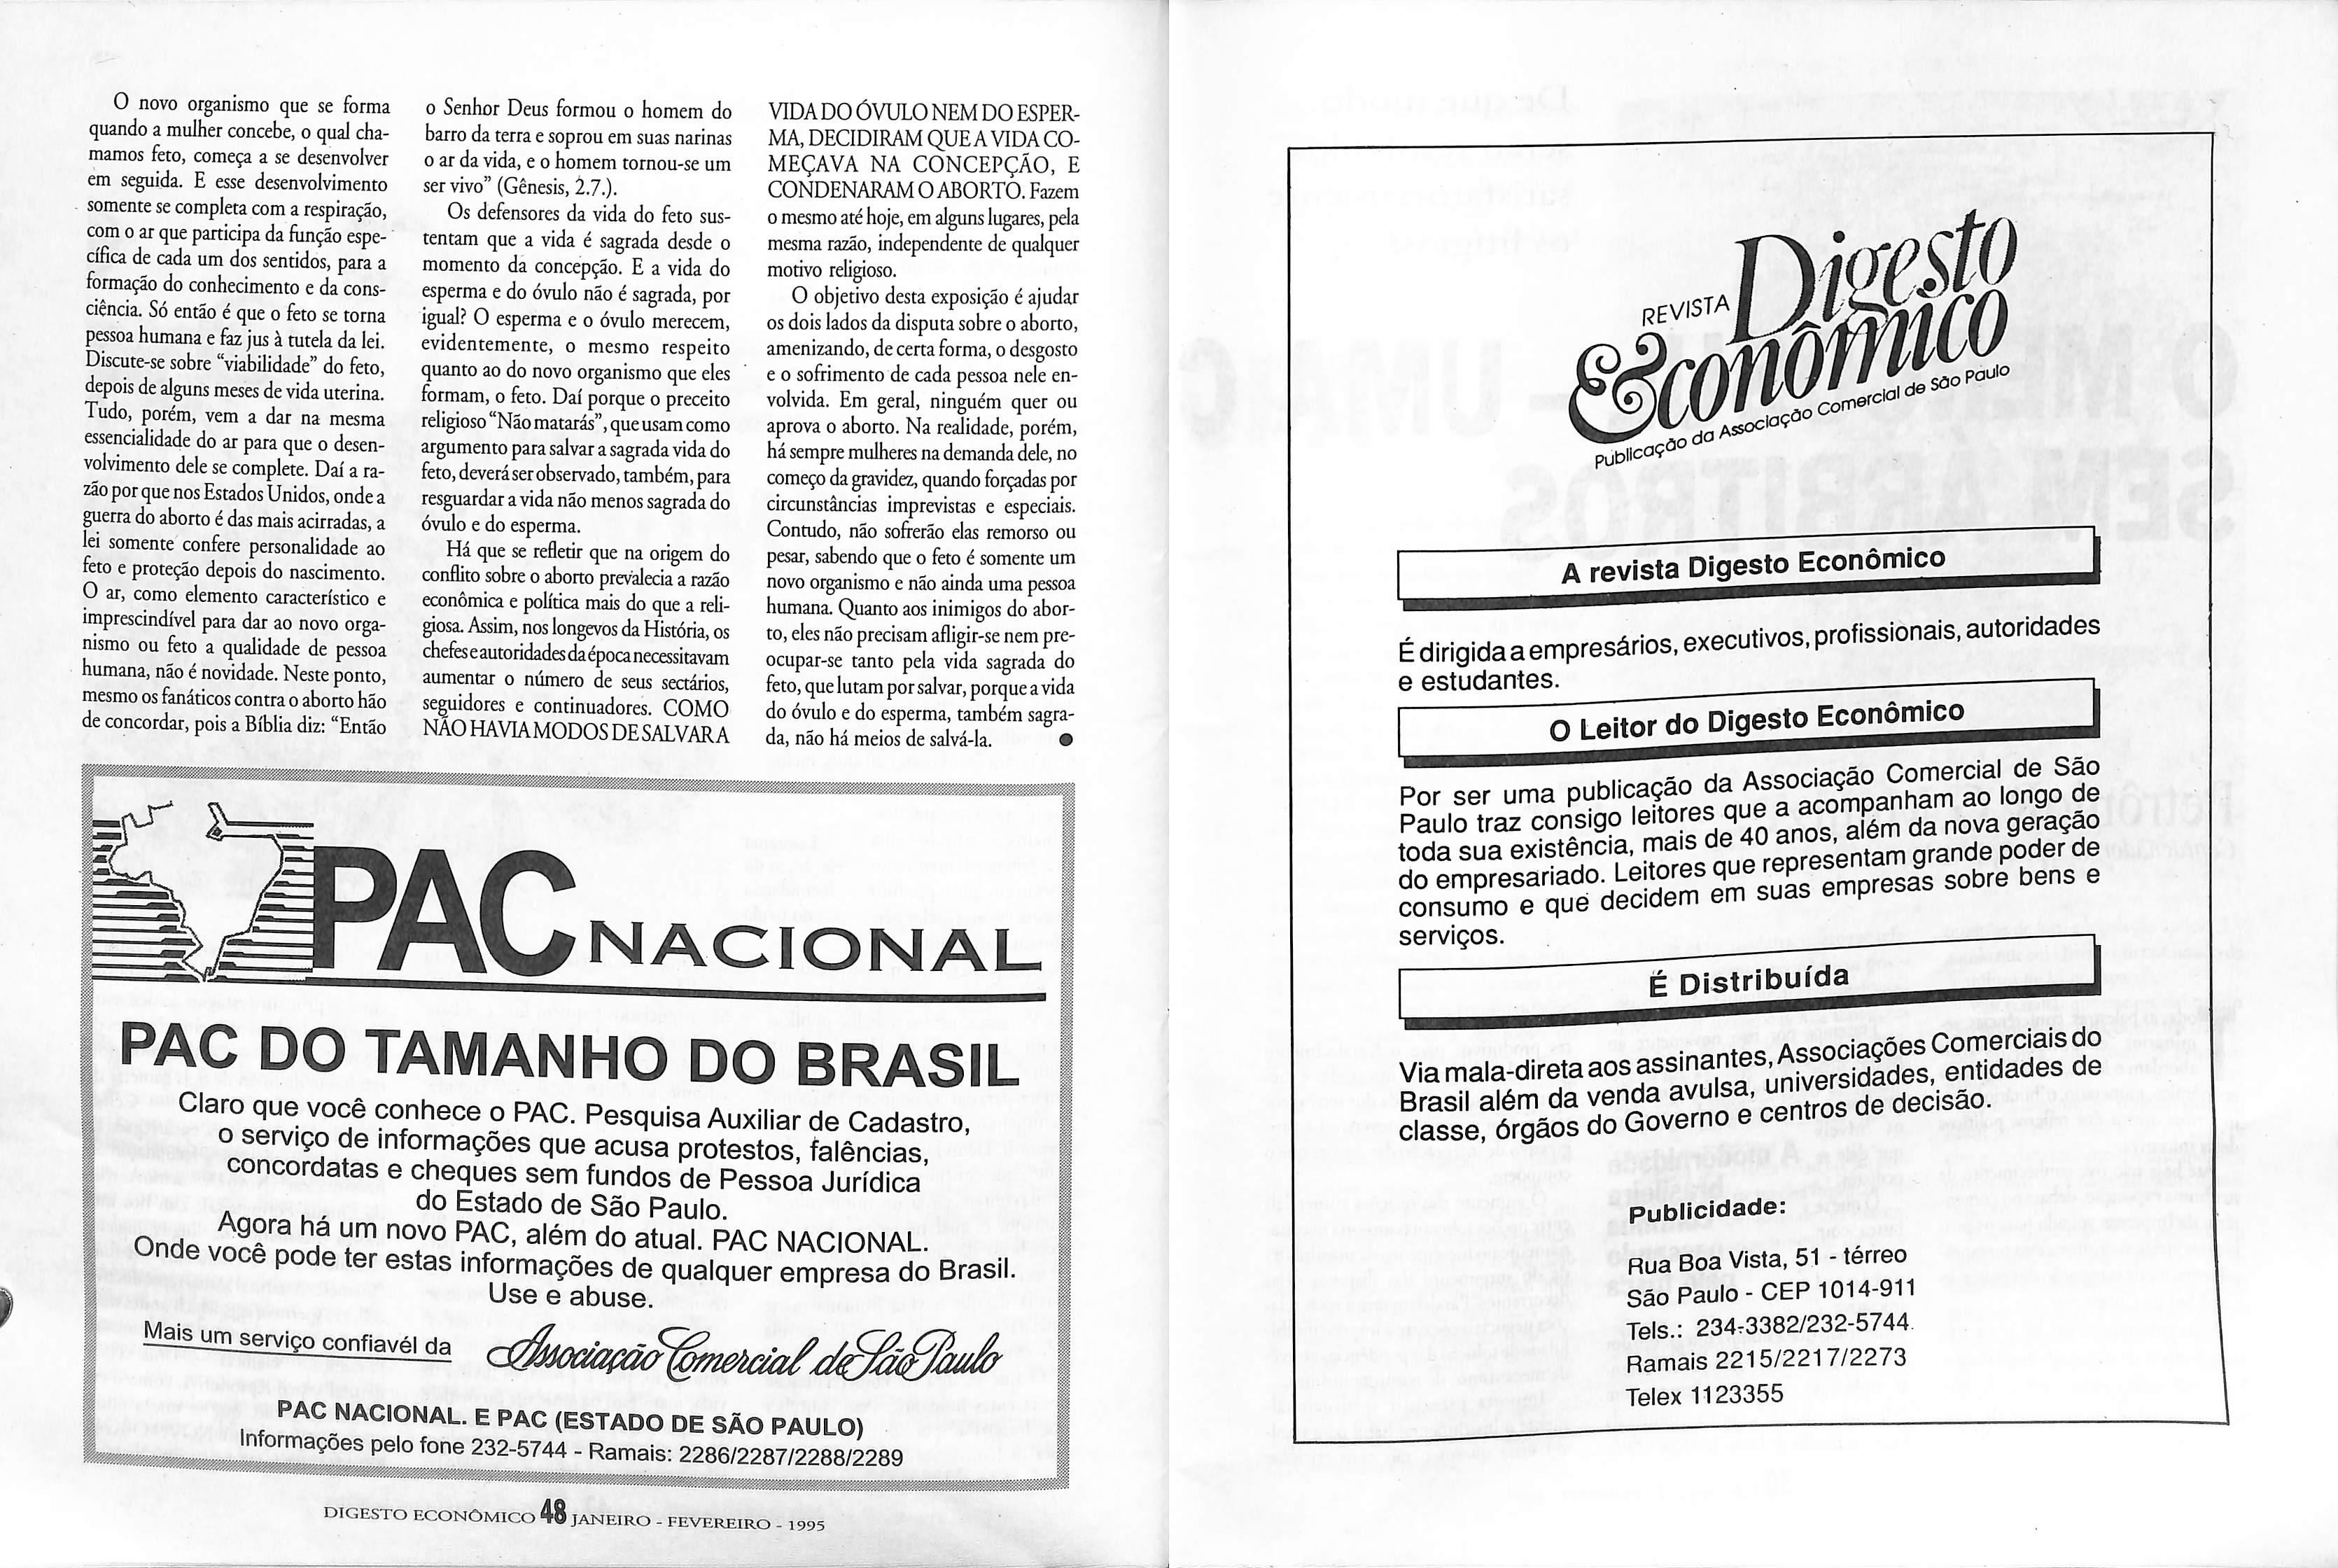 O novo organismo que se forma
quando a mulher concebe, o qual cha-
mamos feto, começa a se desenvolver
em seguida. E esse desenvolvimento
somente se completa com a respiração,
com o ar que participa da função espe-
cífica de cada um dos sentidos, para a
formação do conhecimento e da cons-
ciência. Só então é que o feto se torna
pessoa humana e faz jus à tutela da lei.
Discute-se sobre “viabilidade” do feto,
depois de alguns meses de vida uterina.
Tudo, porém, vem a dar na mesma
essencialidade do ar para que o desen-
volvimento dele se complete. Daí a ra-
zão por que nos Estados Unidos, onde a
guerra do aborto é das mais acirradas, a
lei somente confere personalidade ao
feto e proteção depois do nascimento.
O ar, como elemento característico e
imprescindível para dar ao novo orga-
nismo ou feto a qualidade de pessoa
humana, não é novidade. Neste ponto,
mesmo os fanáticos contra o aborto hão
de concordar, pois a Bíblia diz: “Então
o Senhor Deus formou o homem do
barro da terra e soprou em suas narinas
o ar da vida, e o homem tornou-se um
ser vivo” (Gênesis, 2.7.).
Os defensores da vida do feto sus-
tentam que a vida é sagrada desde o
momento da concepção. E a vida do
esperma e do óvulo não é sagrada, por
igual? O esperma e o óvulo merecem,
evidentemente, o mesmo respeito
quanto ao do novo organismo que eles
formam, o feto. Daí porque o preceito
religioso “Não matarás”, que usam como
argumento para salvar a sagrada vida do
feto, deverá ser observado, também, para
resguardar a vida não menos sagrada do
óvulo e do esperma.
Há que se refletir que na origem do
conflito sobre o aborto prevalecia a razão
econômica e política mais do que a reli-
giosa. Assim, nos longevos da História, os
chefes e autoridades da época necessitavam
aumentar o número de seus sectários,
seguidores e continuadores. COMO
NÃO HAVIA MODOS DE SALVAR A
VIDA DO ÓVULO NEM DO ESPER-
MA, DECIDIRAM QUE A VIDA CO-
MEÇAVA NA CONCEPÇÃO, E
CONDENARAM O ABORTO. Fazem
o mesmo até hoje, em alguns lugares, pela
mesma razão, independente de qualquer
motivo religioso.
O objetivo desta exposição é ajudar
os dois lados da disputa sobre o aborto,
amenizando, de certa forma, o desgosto
e o sofrimento de cada pessoa nele en-
volvida. Em geral, ninguém quer ou
aprova o aborto. Na realidade, porém,
há sempre mulheres na demanda dele, no
começo da gravidez, quando forçadas por
circunstâncias imprevistas e especiais.
Contudo, não sofrerão elas remorso ou
pesar, sabendo que o feto é somente um
novo organismo e não ainda uma pessoa
humana. Quanto aos inimigos do abor-
to, eles não precisam afligir-se nem pre-
ocupar-se tanto pela vida sagrada do
feto, que lutam por salvar, porque a vida
do óvulo e do esperma, também sagra-
da, não há meios de salvá-la. ●
PAC NACIONAL
PAC DO TAMANHO DO BRASIL
Claro que você conhece o PAC. Pesquisa Auxiliar de Cadastro,
o serviço de informações que acusa protestos, falências,
concordatas e cheques sem fundos de Pessoa Jurídica
do Estado de São Paulo.
Agora há um novo PAC, além do atual. PAC NACIONAL.
Onde você pode ter estas informações de qualquer empresa do Brasil.
Use e abuse.
Mais um serviço confiavél da Associação Comercial de São Paulo
PAC NACIONAL. E PAC (ESTADO DE SÃO PAULO)
Informações pelo fone 232-5744 - Ramais: 2286/2287/2288/2289
DIGESTO ECONÔMICO 48 JANEIRO - FEVEREIRO - 1995
REVISTA Digesto
Econômico
Publicação da Associação Comercial de São Paulo
A revista Digesto Econômico
É dirigida a empresários, executivos, profissionais, autoridades
e estudantes.
O Leitor do Digesto Econômico
Por ser uma publicação da Associação Comercial de São
Paulo traz consigo leitores que a acompanham ao longo de
toda sua existência, mais de 40 anos, além da nova geração
do empresariado. Leitores que representam grande poder de
consumo e que decidem em suas empresas sobre bens e
serviços.
É Distribuída
Via mala-direta aos assinantes, Associações Comerciais do
Brasil além da venda avulsa, universidades, entidades de
classe, órgãos do Governo e centros de decisão.
Publicidade:
Rua Boa Vista, 51 - térreo
São Paulo - CEP 1014-911
Tels.: 234-3382/232-5744
Ramais 2215/2217/2273
Telex 1123355